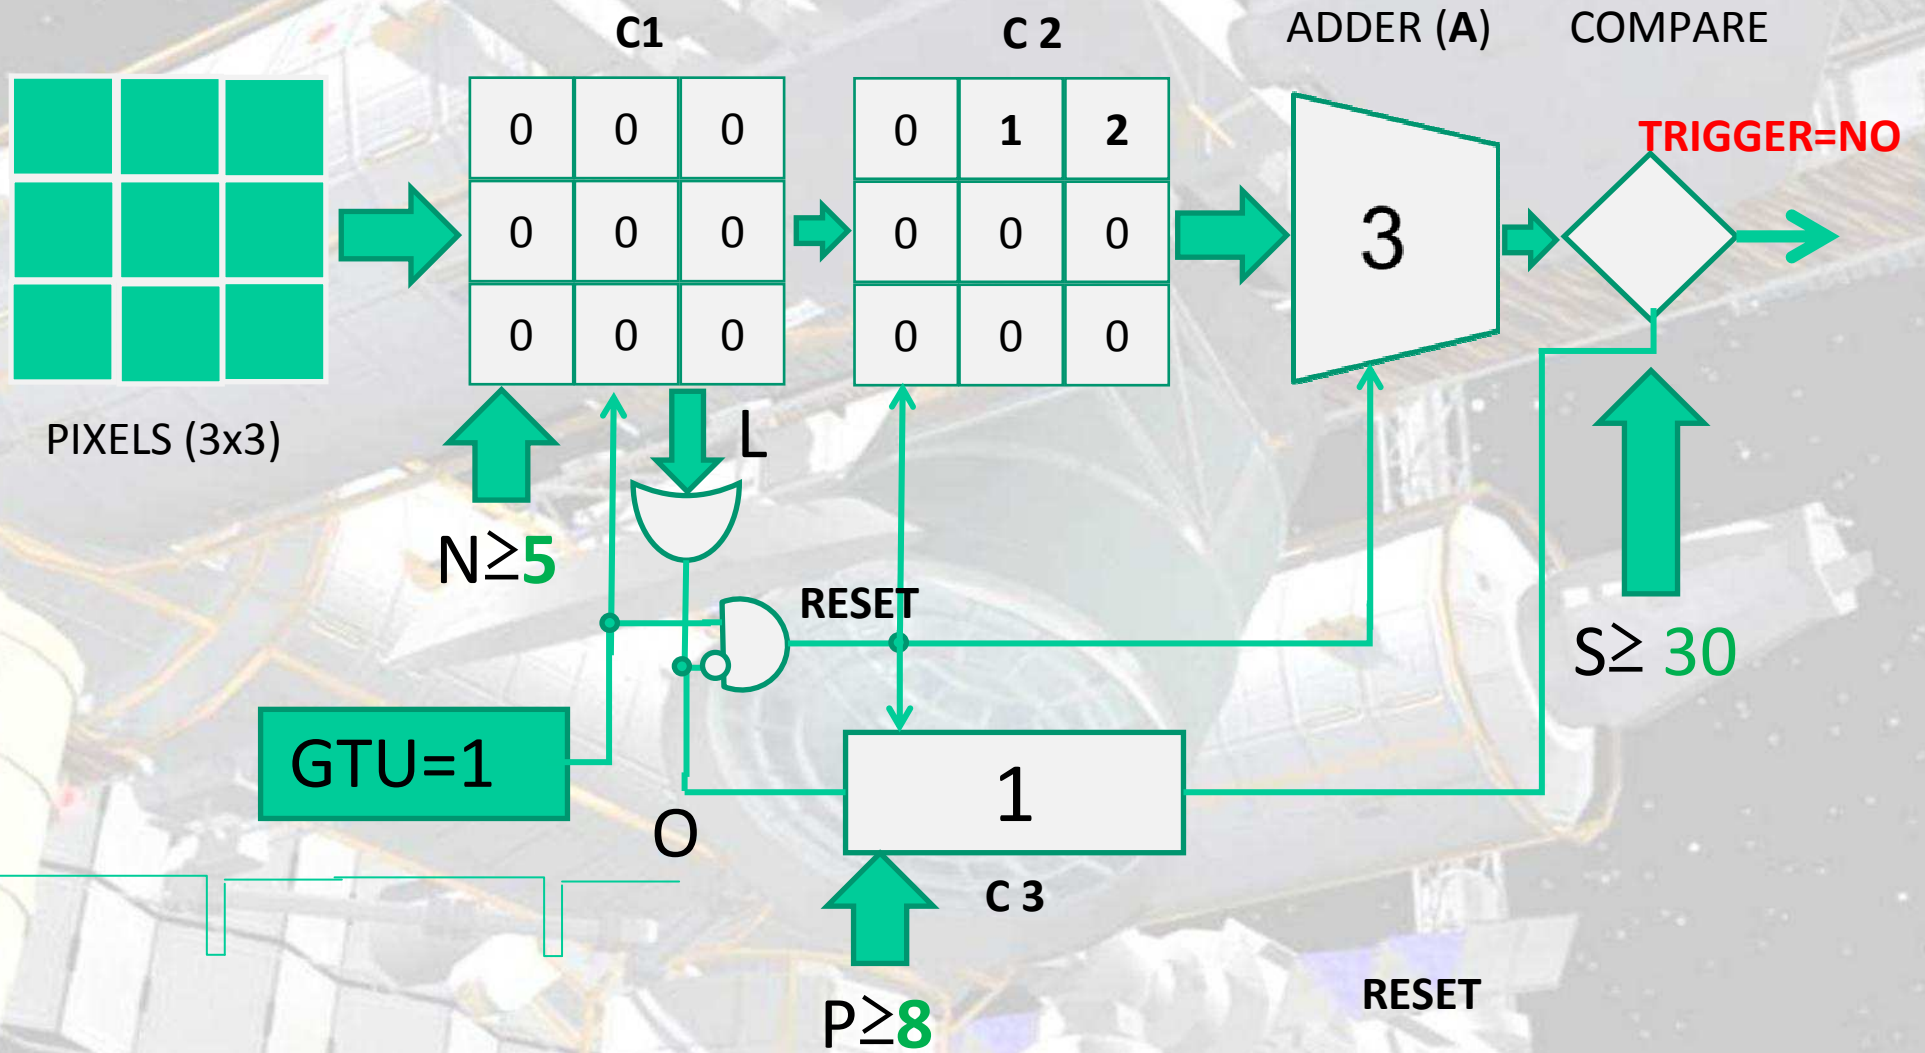 C1
C 2
ADDER (A)
COMPARE
TRIGGER=NO
0 0 0
0 0 0
0 0 0
0 1 2
0 0 0
0 0 0
3
PIXELS (3x3)
L
N≥5
RESET
S≥ 30
GTU=1
1
O
C 3
P≥8
RESET